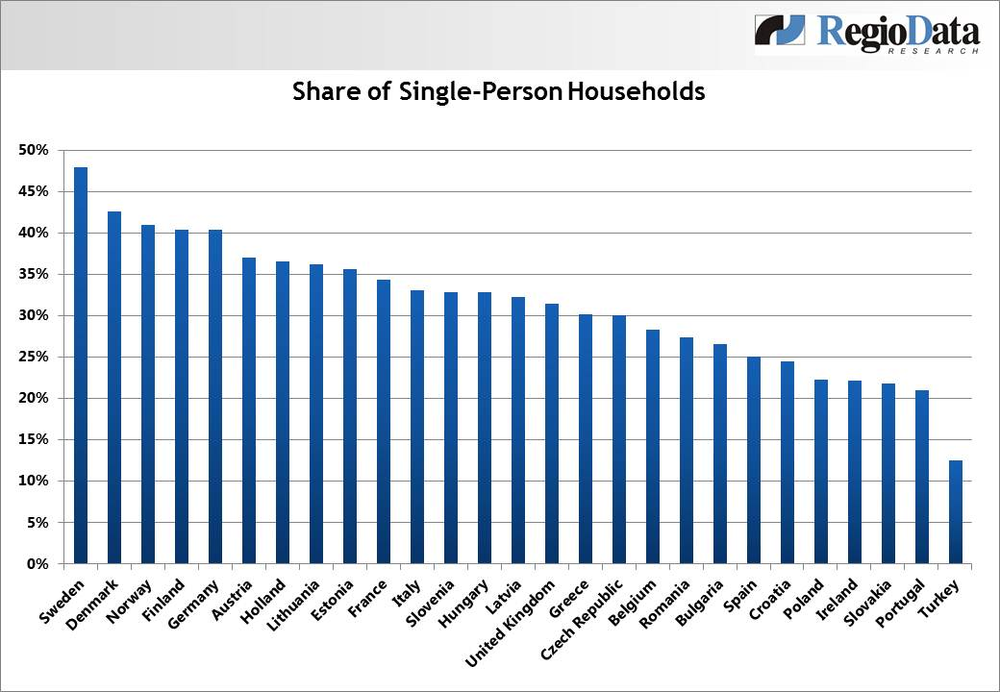 RegioData
RESEARCH
Share of Single-Person Households
50%
45%
40%
35%
30%
25%
20%
15%
10%
5%
0%
Sweden
Denmark
Norway
Finland
Germany
Austria
Holland
Lithuania
Estonia
France
Italy
Slovenia
Hungary
Latvia
United Kingdom
Greece
Czech Republic
Belgium
Romania
Bulgaria
Spain
Croatia
Poland
Ireland
Slovakia
Portugal
Turkey